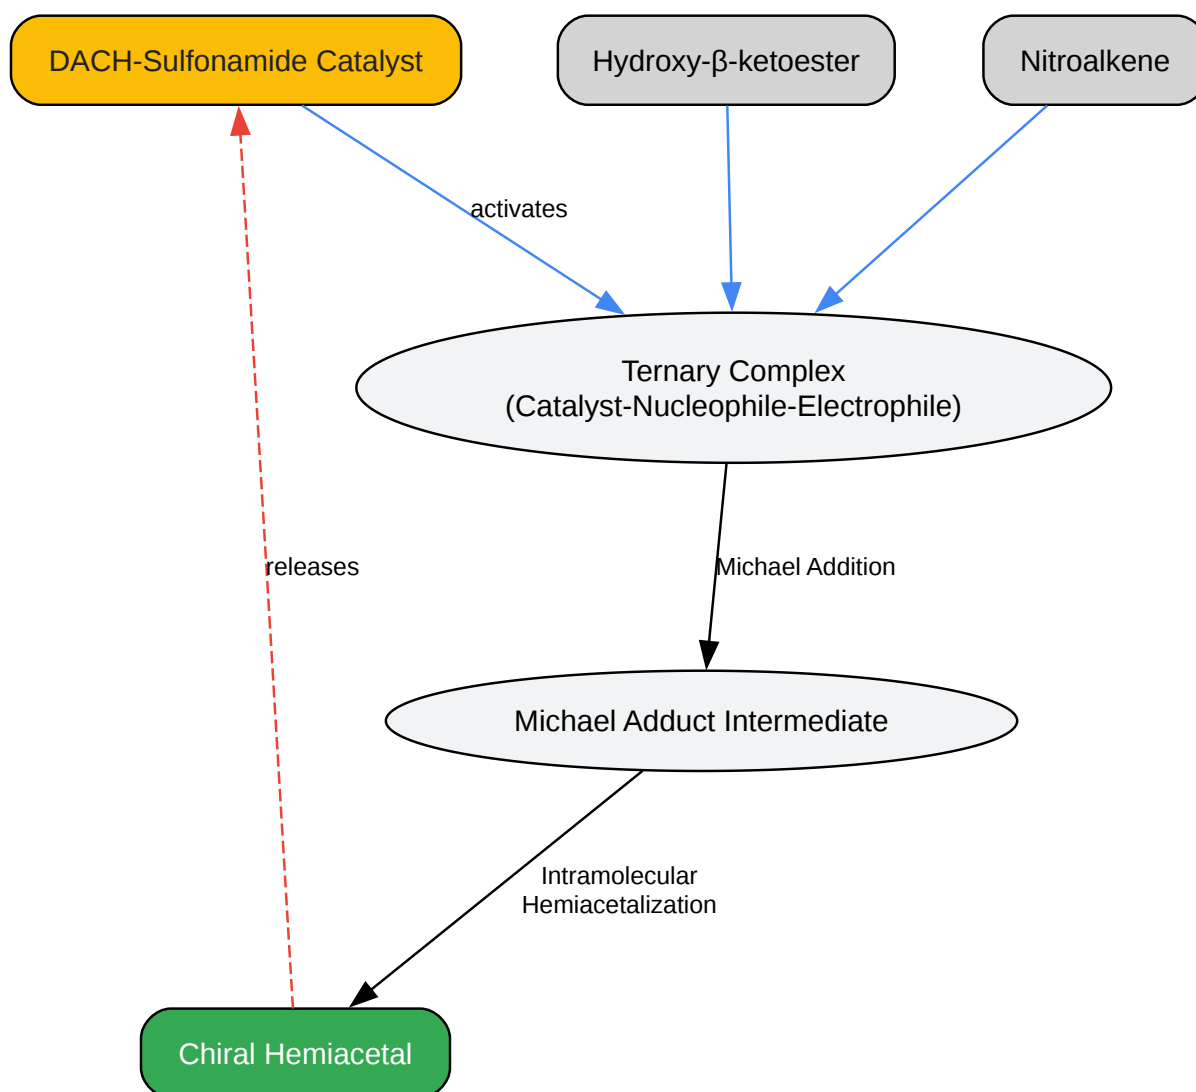 DACH-Sulfonamide Catalyst
Hydroxy-β-ketoester
Nitroalkene
activates
Ternary Complex
(Catalyst-Nucleophile-Electrophile)
releases
Michael Addition
Michael Adduct Intermediate
Intramolecular
Hemiacetalization
Chiral Hemiacetal